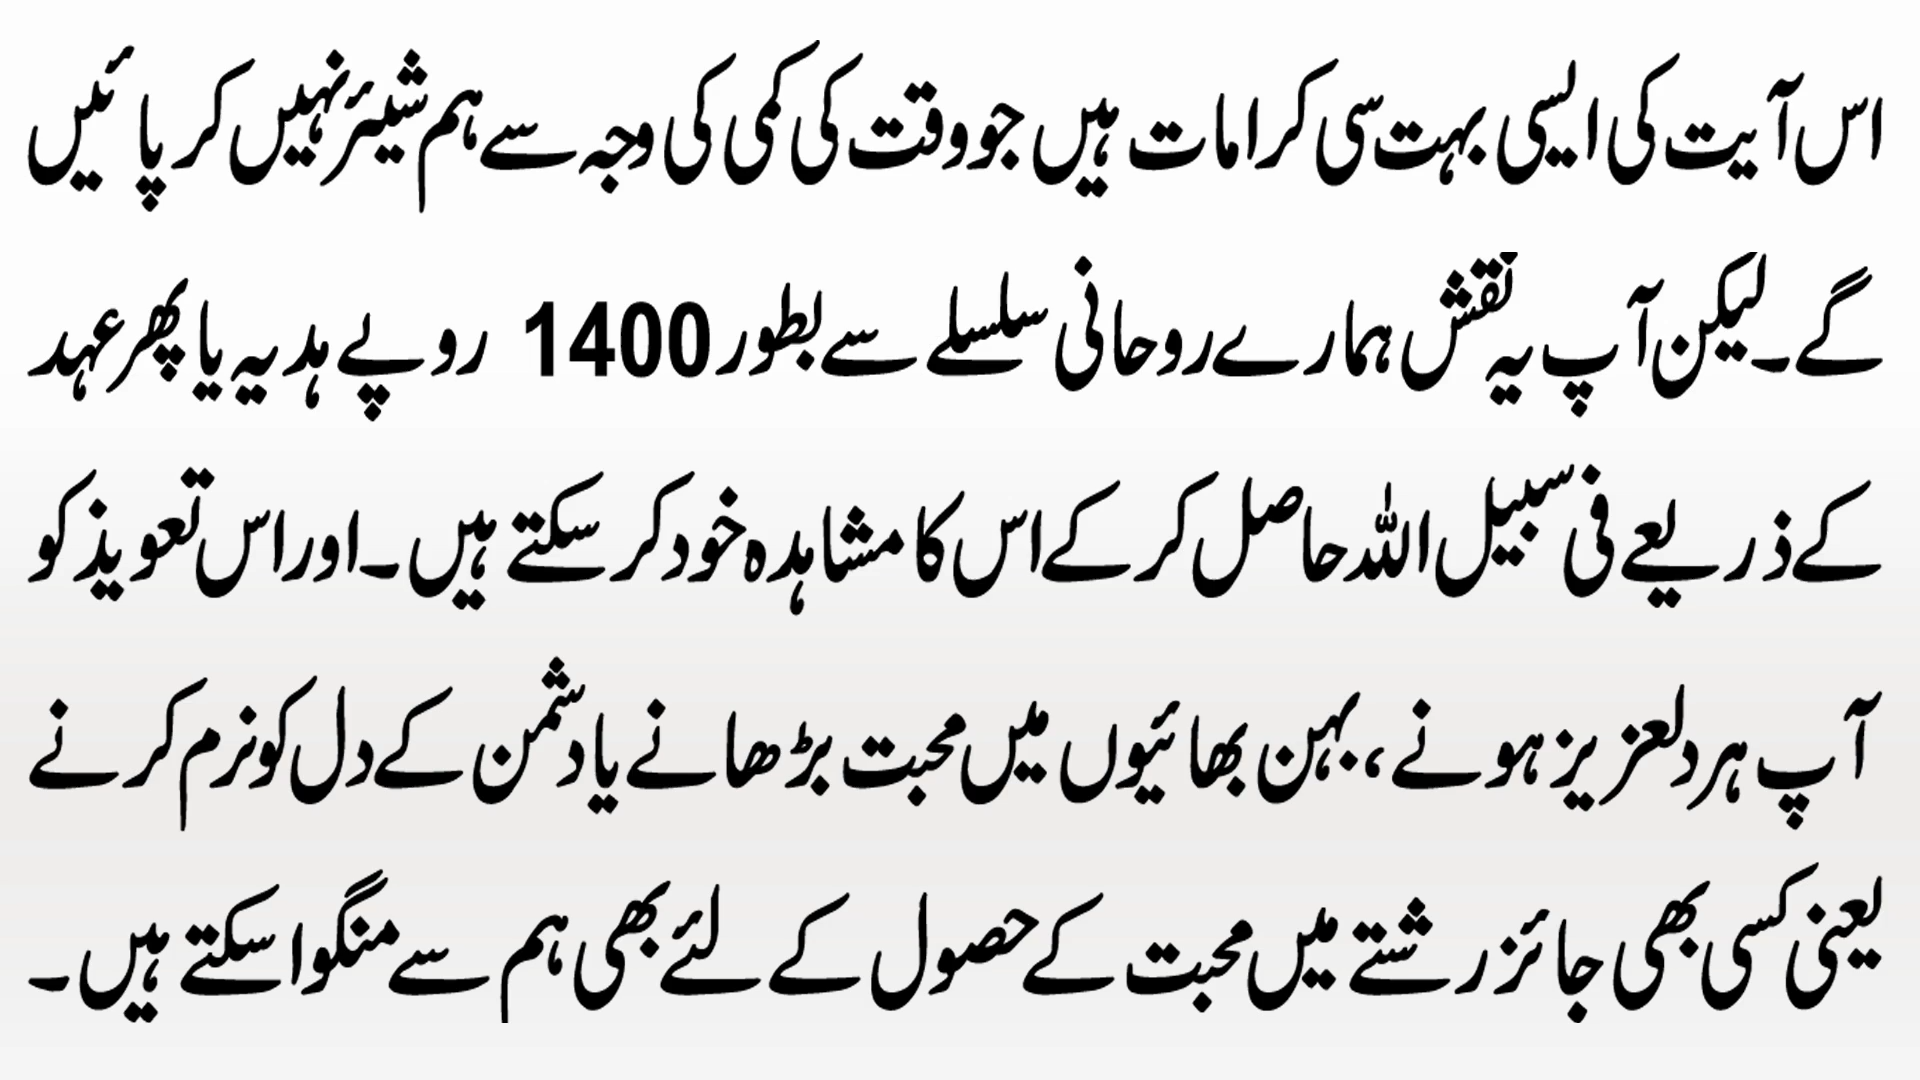 اس آیت کی ایسی بہت سی کرامات ہیں جو وقت کی کمی کی وجہ سے ہم شیئر نہیں کر پائیں
گے۔ لیکن آپ یہ نقش ہمارے روحانی سلسلے سے بطور 1400 روپے ہدیہ یا پھر عہد
کے ذریعے فی سبیل اللہ حاصل کر کے اس کا مشاہدہ خود کر سکتے ہیں۔ اور اس تعویذ کو
آپ ہر دلعزیز ہونے، بہن بھائیوں میں محبت بڑھانے یا دشمن کے دل کو نرم کرنے
یعنی کسی بھی جائز رشتے میں محبت کے حصول کے لئے بھی ہم سے منگوا سکتے ہیں۔